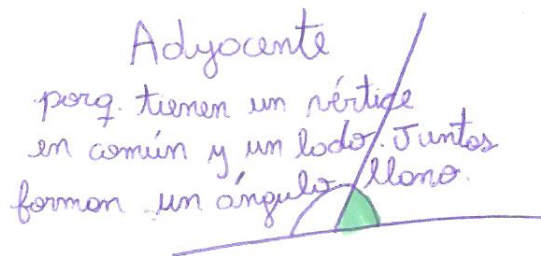 Adyacente
porq. tienen un vértice
en común y un lado. Juntos
forman un ángulo llano.